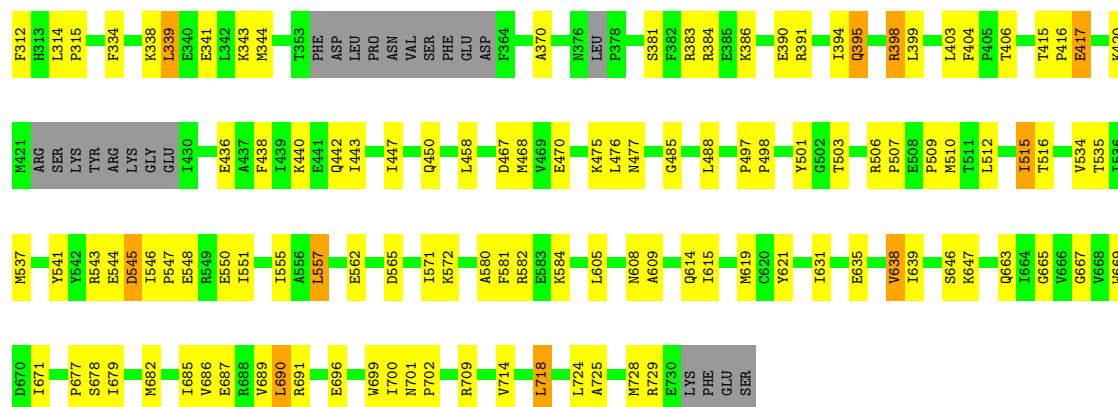 F312 H313 L314 P315 F334 K338 L339 E340 E341 L342 K343 M344 T353 PHE ASP LEU PRO ASN VAL SER PHE GLU ASP F364 A370 N376 LEU P378 S381 F382 R383 R384 E385 K386 E390 R391 I394 Q395 R398 L399 L403 F404 P405 T406 T415 P416 E417 K420
M421 ARG SER LYS TYR ARG LYS GLY GLU I430 E436 A437 F438 I439 K440 E441 Q442 I443 I447 Q450 L458 D467 M468 V469 E470 K475 L476 N477 G485 L488 P497 P498 Y501 G502 T503 R506 P507 E508 P509 M510 T511 L512 I515 T516 V534 T535 I536
M537 Y541 Y542 R543 E544 D545 I546 P547 E548 R549 E550 I551 I555 A556 L557 E562 D565 I571 K572 A580 F581 R582 E583 K584 L605 N608 A609 Q614 I615 M619 C620 Y621 I631 E635 V638 I639 S646 K647 Q663 I664 G665 V666 G667 V668 W669
D670 I671 P677 S678 I679 M682 I685 V686 E687 R688 V689 L690 R691 E696 W699 I700 N701 P702 R709 V714 L718 L724 A725 M728 R729 E730 LYS PHE GLU SER